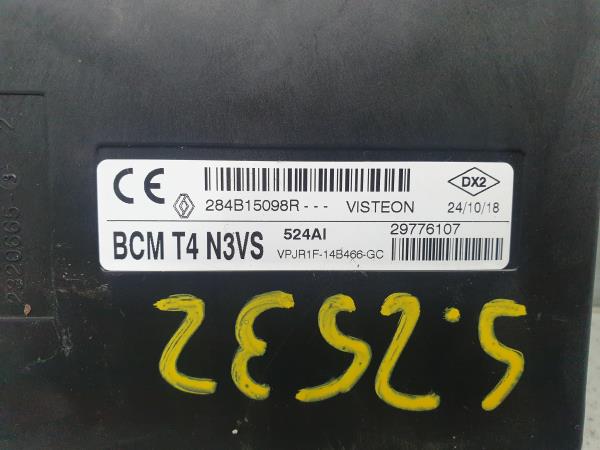 CE
284B15098R--- VISTEON
DX2
24/10/18
BCM T4 N3VS
524AI
VPJR1F-14B466-GC
29776107
5.2532